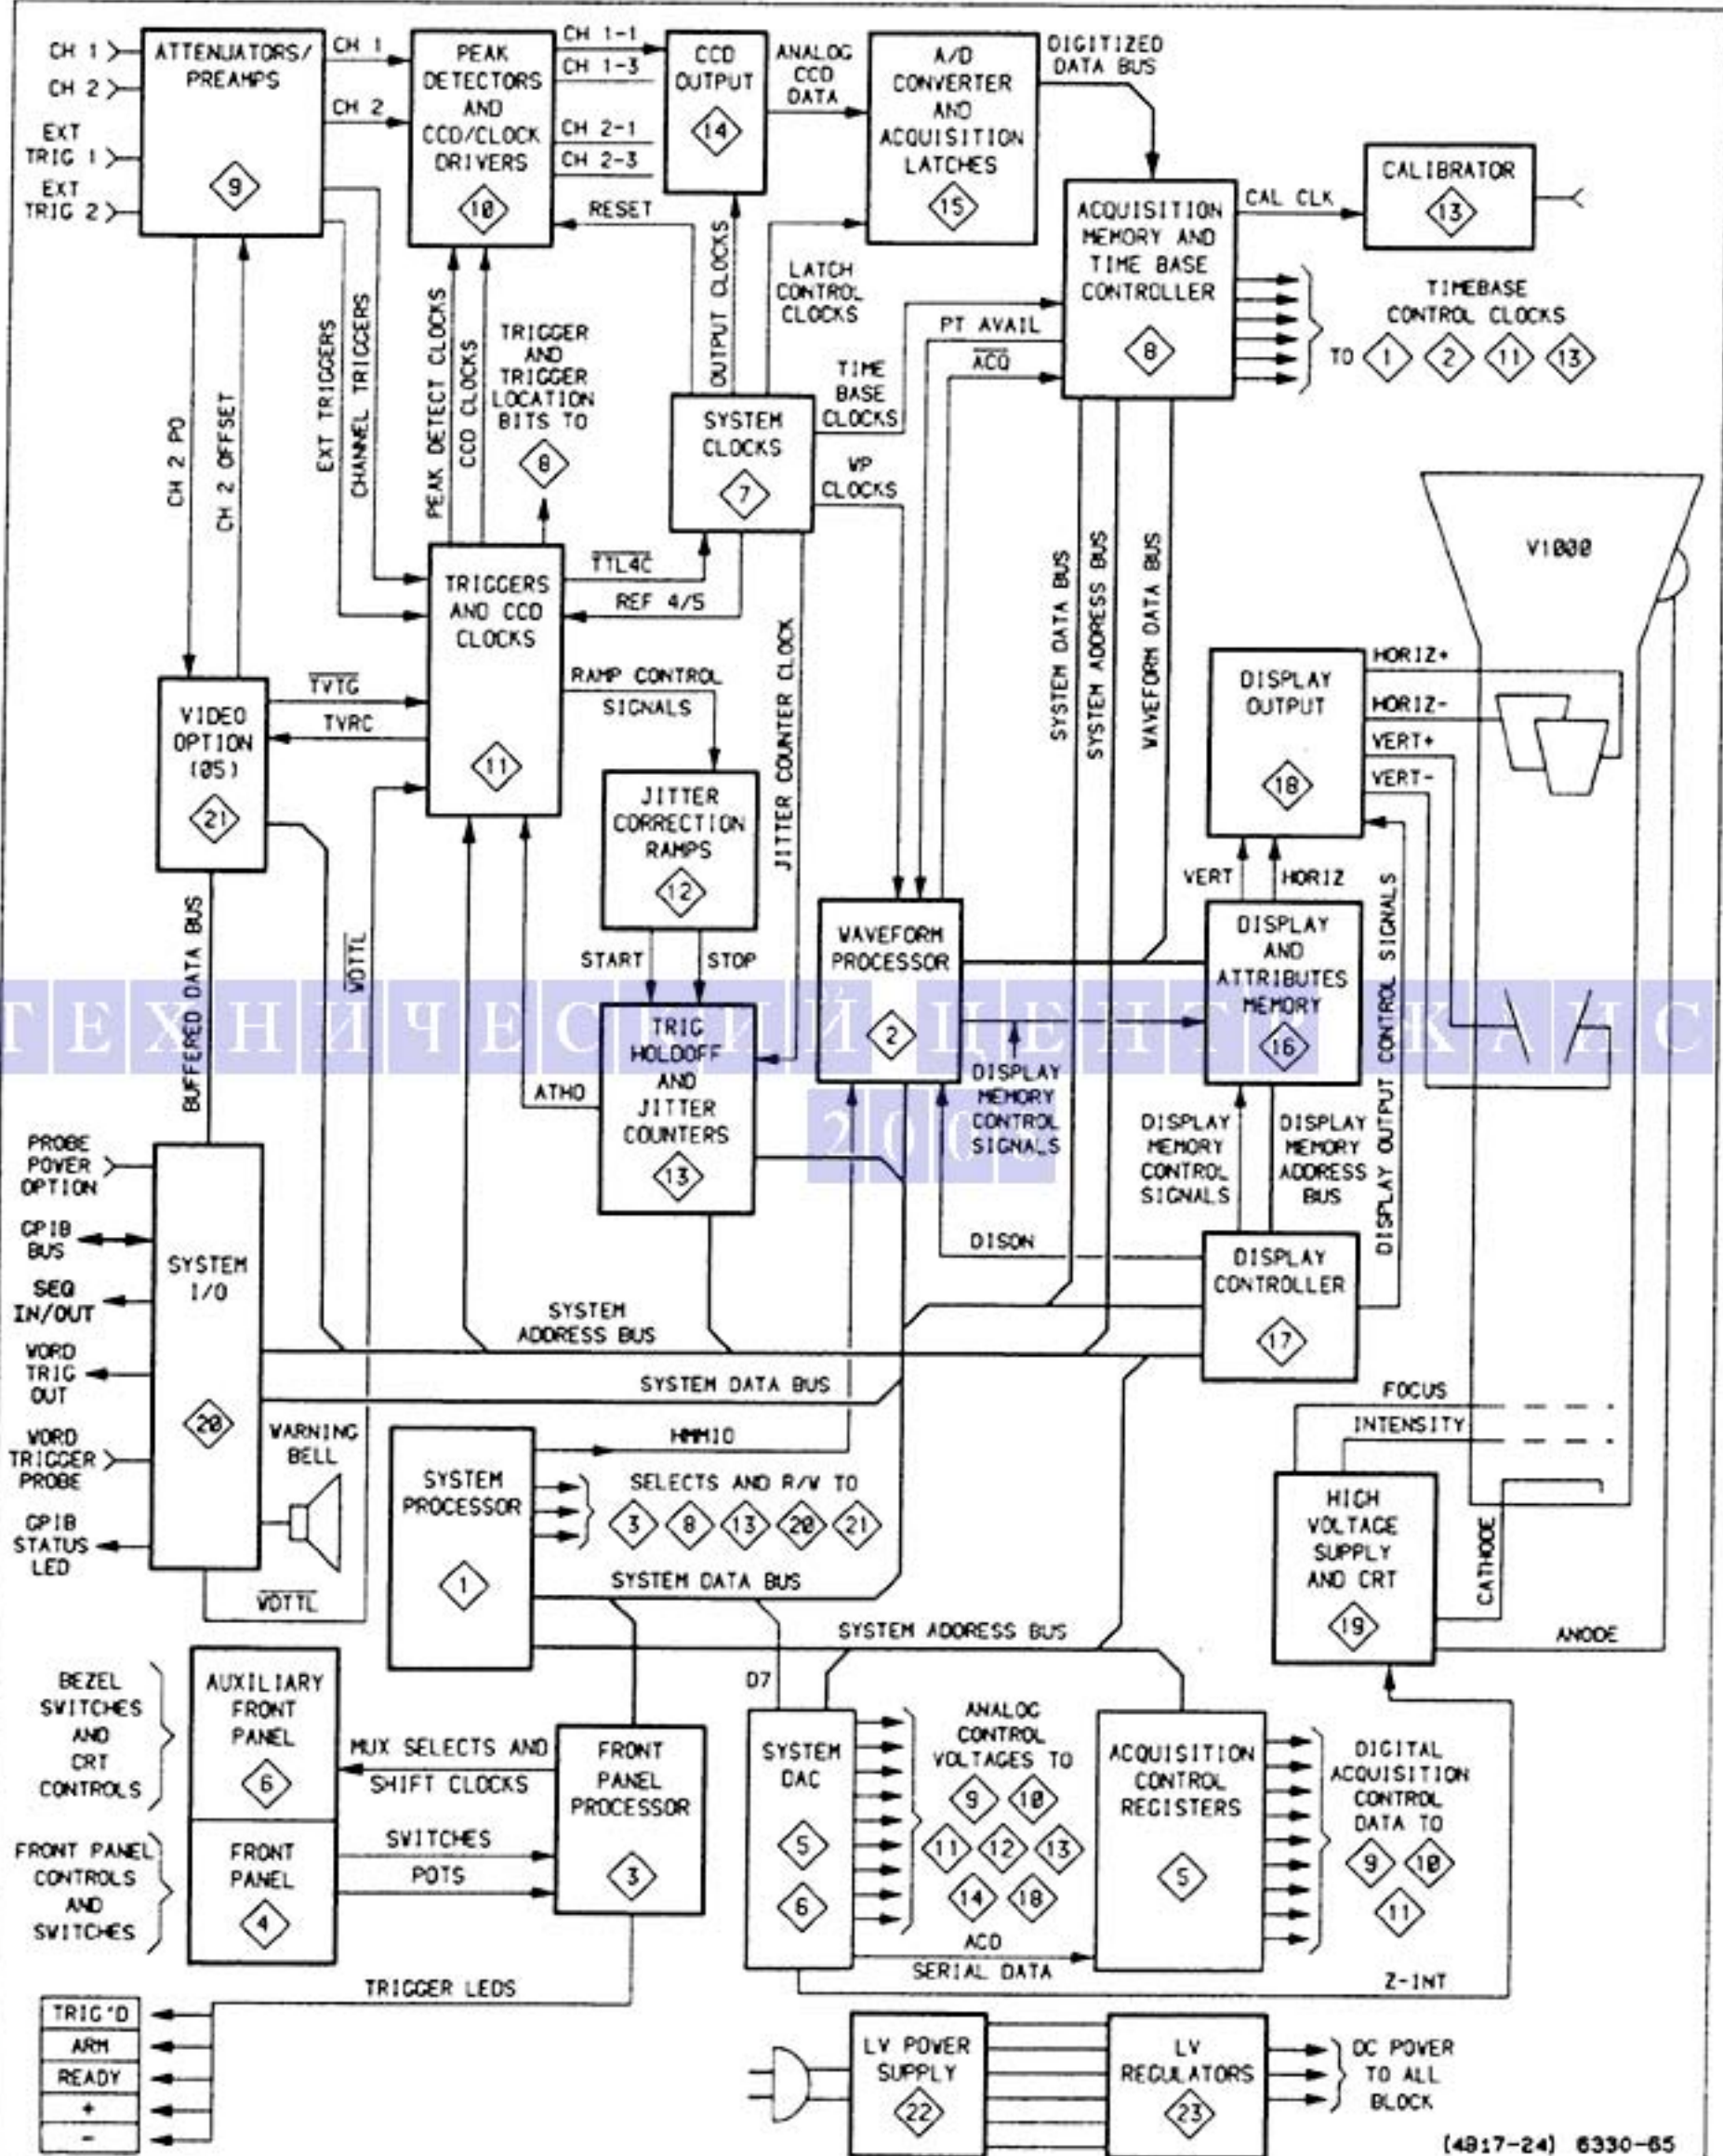 CH 1
CH 2
EXT
TRIG 1
EXT
TRIG 2
ATTENUATORS/
PREAMPS
9
CH 1
CH 2
PEAK
DETECTORS
AND
CCD/CLOCK
DRIVERS
10
CH 1-1
CH 1-3
CH 2-1
CH 2-3
RESET
CCD
OUTPUT
14
ANALOG
CCD
DATA
A/D
CONVERTER
AND
ACQUISITION
LATCHES
15
DIGITIZED
DATA BUS
ACQUISITION
MEMORY AND
TIME BASE
CONTROLLER
8
CAL CLK
CALIBRATOR
13
TIMEBASE
CONTROL CLOCKS
TO 1 2 11 13
CH 2 PO
CH 2 OFFSET
EXT TRIGGERS
CHANNEL TRIGGERS
PEAK DETECT CLOCKS
CCD CLOCKS
TRIGGER
AND
TRIGGER
LOCATION
BITS TO
8
OUTPUT CLOCKS
LATCH
CONTROL
CLOCKS
PT AVAIL
ACQ
TIME
BASE
CLOCKS
WP
CLOCKS
SYSTEM
CLOCKS
7
TRIGGERS
AND CCD
CLOCKS
11
TTL4C
REF 4/5
RAMP CONTROL
SIGNALS
JITTER COUNTER CLOCK
VIDEO
OPTION
(05)
21
TVTG
TVRC
JITTER
CORRECTION
RAMPS
12
START
STOP
TRIG
HOLDOFF
AND
JITTER
COUNTERS
13
ATHO
SYSTEM DATA BUS
SYSTEM ADDRESS BUS
WAVEFORM DATA BUS
V1000
DISPLAY
OUTPUT
18
HORIZ+
HORIZ-
VERT+
VERT-
VERT
HORIZ
DISPLAY OUTPUT CONTROL SIGNALS
WAVEFORM
PROCESSOR
2
DISPLAY
AND
ATTRIBUTES
MEMORY
16
DISPLAY
MEMORY
CONTROL
SIGNALS
DISPLAY
MEMORY
CONTROL
SIGNALS
DISPLAY
MEMORY
ADDRESS
BUS
ТЕХНИЧЕСКИЙ ЦЕНТР ЖАИС
BUFFERED DATA BUS
VDTTL
PROBE
POWER
OPTION
GPIB
BUS
SEQ
IN/OUT
WORD
TRIG
OUT
WORD
TRIGGER
PROBE
GPIB
STATUS
LED
SYSTEM
I/O
20
WARNING
BELL
VDTTL
SYSTEM
ADDRESS BUS
SYSTEM DATA BUS
DISON
DISPLAY
CONTROLLER
17
FOCUS
INTENSITY
HIGH
VOLTAGE
SUPPLY
AND CRT
19
CATHODE
ANODE
SYSTEM
PROCESSOR
1
HMMIO
SELECTS AND R/W TO
3 8 13 20 21
SYSTEM DATA BUS
SYSTEM ADDRESS BUS
D7
BEZEL
SWITCHES
AND
CRT
CONTROLS
AUXILIARY
FRONT
PANEL
6
FRONT PANEL
CONTROLS
AND
SWITCHES
FRONT
PANEL
4
MUX SELECTS AND
SHIFT CLOCKS
SWITCHES
POTS
FRONT
PANEL
PROCESSOR
3
SYSTEM
DAC
5
6
ANALOG
CONTROL
VOLTAGES TO
9 10
11 12 13
14 18
ACD
SERIAL DATA
ACQUISITION
CONTROL
REGISTERS
5
DIGITAL
ACQUISITION
CONTROL
DATA TO
9 10
11
Z-INT
TRIGGER LEDS
TRIG'D
ARM
READY
+
-
LV POWER
SUPPLY
22
LV
REGULATORS
23
DC POWER
TO ALL
BLOCK
(4917-24) 6330-65